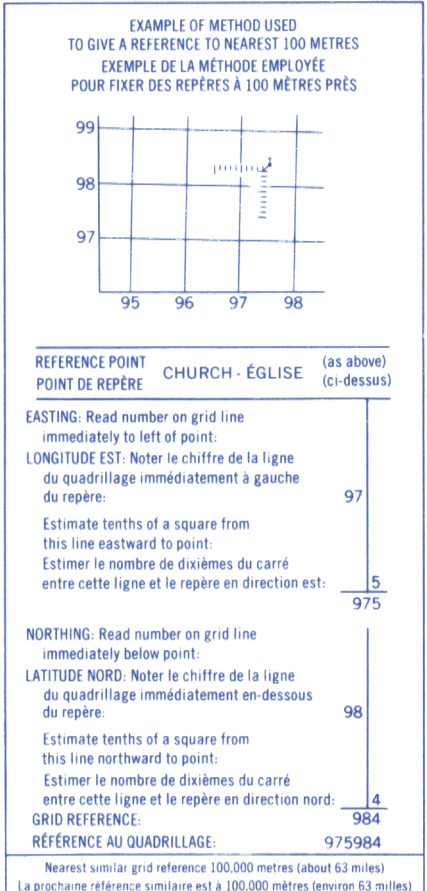 EXAMPLE OF METHOD USED
TO GIVE A REFERENCE TO NEAREST 100 METRES
EXEMPLE DE LA MÉTHODE EMPLOYÉE
POUR FIXER DES REPÈRES À 100 MÈTRES PRÈS
99
98
97
95 96 97 98
REFERENCE POINT
POINT DE REPÈRE
CHURCH - ÉGLISE
(as above)
(ci-dessus)
EASTING: Read number on grid line
immediately to left of point:
LONGITUDE EST: Noter le chiffre de la ligne
du quadrillage immédiatement à gauche
du repère: 97
Estimate tenths of a square from
this line eastward to point:
Estimer le nombre de dixièmes du carré
entre cette ligne et le repère en direction est: 5
975
NORTHING: Read number on grid line
immediately below point:
LATITUDE NORD: Noter le chiffre de la ligne
du quadrillage immédiatement en-dessous
du repère: 98
Estimate tenths of a square from
this line northward to point:
Estimer le nombre de dixièmes du carré
entre cette ligne et le repère en direction nord: 4
GRID REFERENCE: 984
RÉFÉRENCE AU QUADRILLAGE: 975984
Nearest similar grid reference 100,000 metres (about 63 miles)
La prochaine référence similaire est à 100,000 mètres (environ 63 milles)